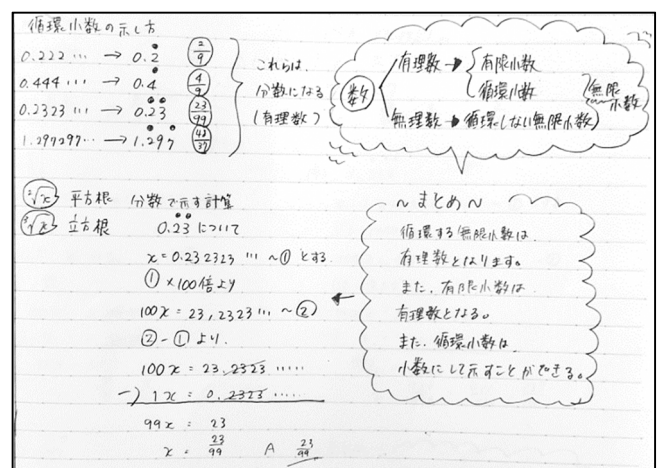 循環小数の示し方
0.222 … → 0.2̇ 2/9
0.444 … → 0.4̇ 4/9
0.2323 … → 0.2̇3̇ 23/99
1.297297… → 1.2̇97̇ 48/37
これらは、
分数になる
(有理数)
数
有理数 → 有限小数
循環小数
無理数 → 循環しない無限小数
無限
小数
²√x 平方根 分数で示す計算
³√x 立方根 0.2̇3̇について
x = 0.232323 … ~① とする
① ×100倍より
100x = 23,2323 … ~②
② - ① より.
100x = 23.2323 ……
-) 1x = 0.2323 ……
99x = 23
x = 23/99 A 23/99
~まとめ~
循環する無限小数は
有理数となります。
また、有限小数は
有理数となる。
また、循環小数は
小数にして示すことができる。